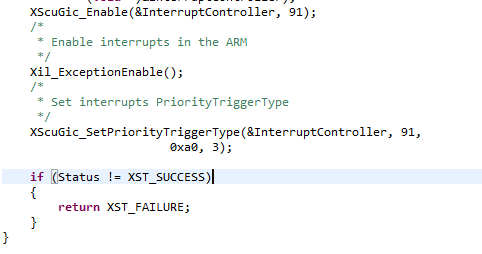 XScuGic_Enable(&InterruptController, 91);
/*
* Enable interrupts in the ARM
*/
Xil_ExceptionEnable();
/*
* Set interrupts PriorityTriggerType
*/
XScuGic_SetPriorityTriggerType(&InterruptController, 91,
0xa0, 3);
if (Status != XST_SUCCESS)
{
return XST_FAILURE;
}
}